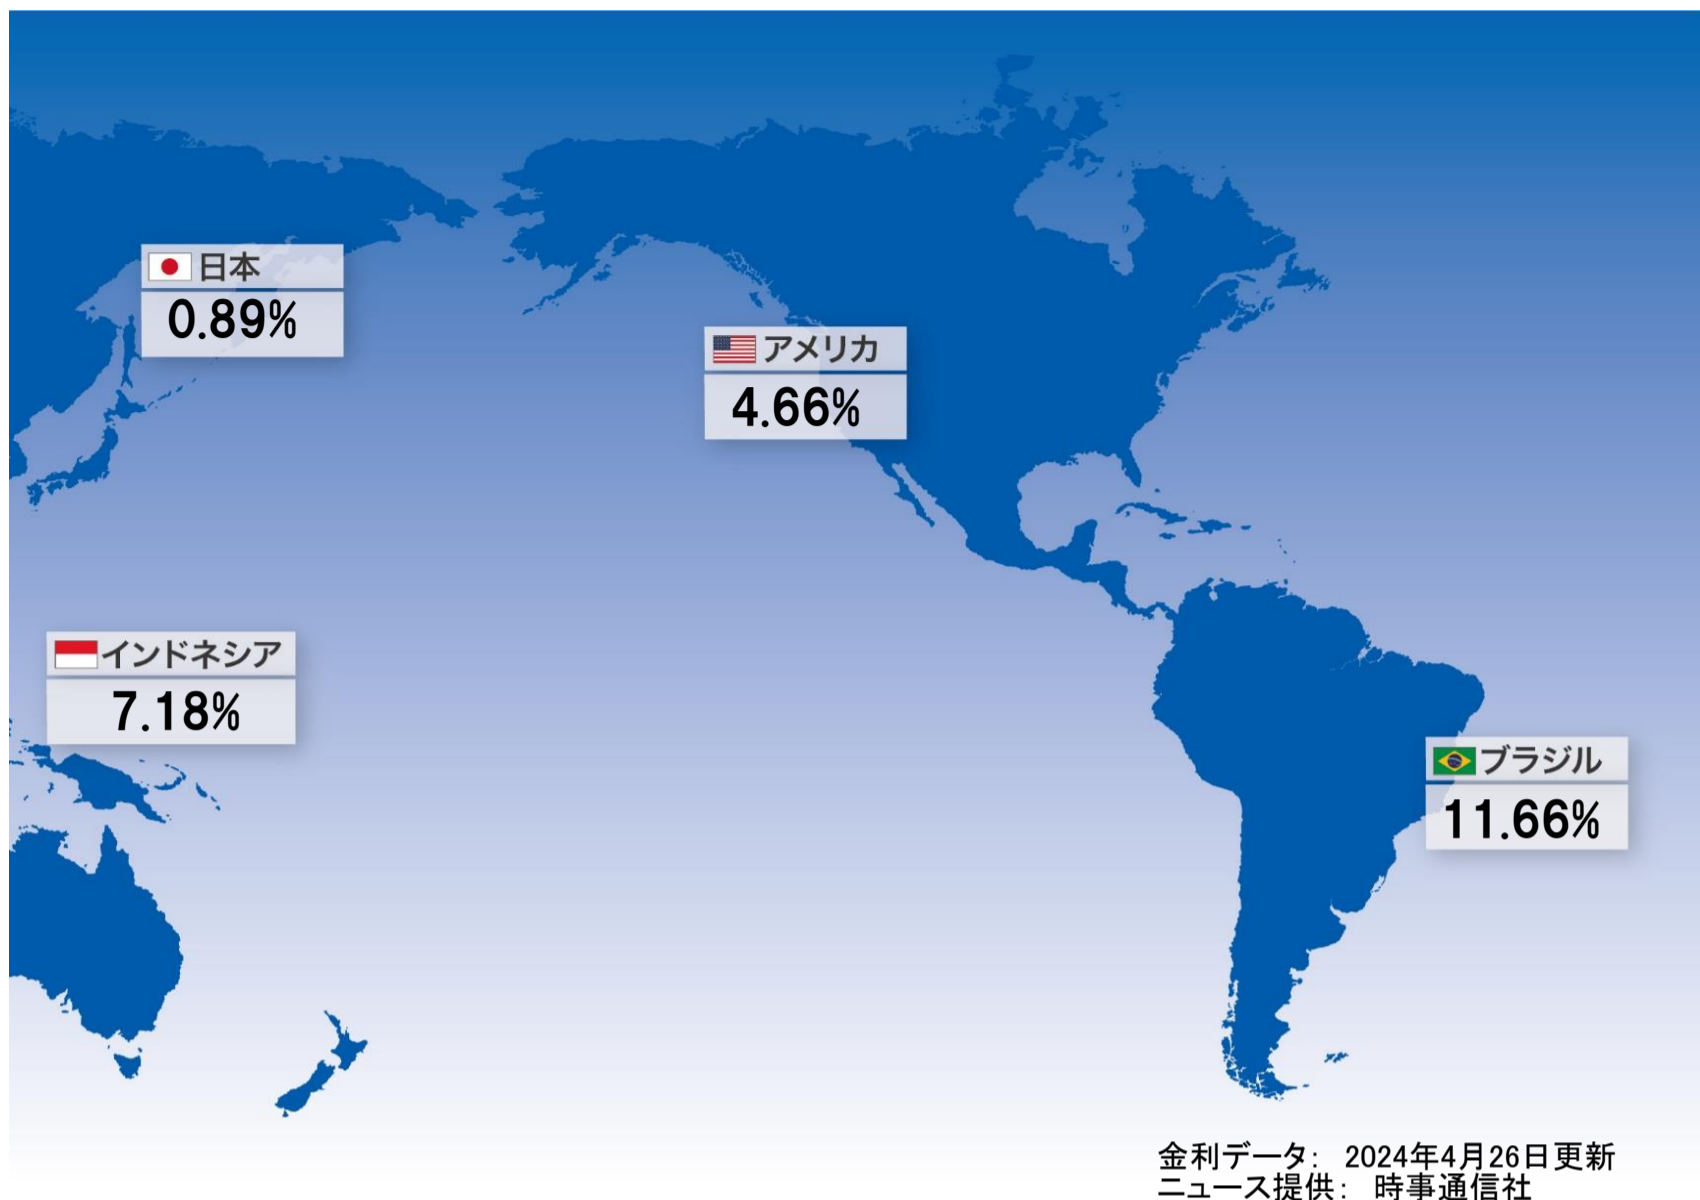 日本
0.89%
アメリカ
4.66%
インドネシア
7.18%
ブラジル
11.66%
金利データ: 2024年4月26日更新
ニュース提供: 時事通信社